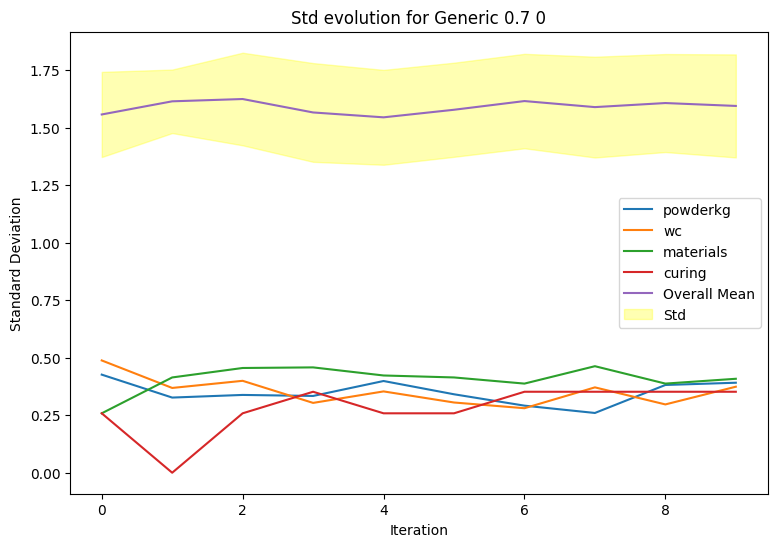 Std evolution for Generic 0.7 0
Standard Deviation
1.75
1.50
1.25
1.00
0.75
0.50
0.25
0.00
powderkg
wc
materials
curing
Overall Mean
Std
0 2 4 6 8
Iteration